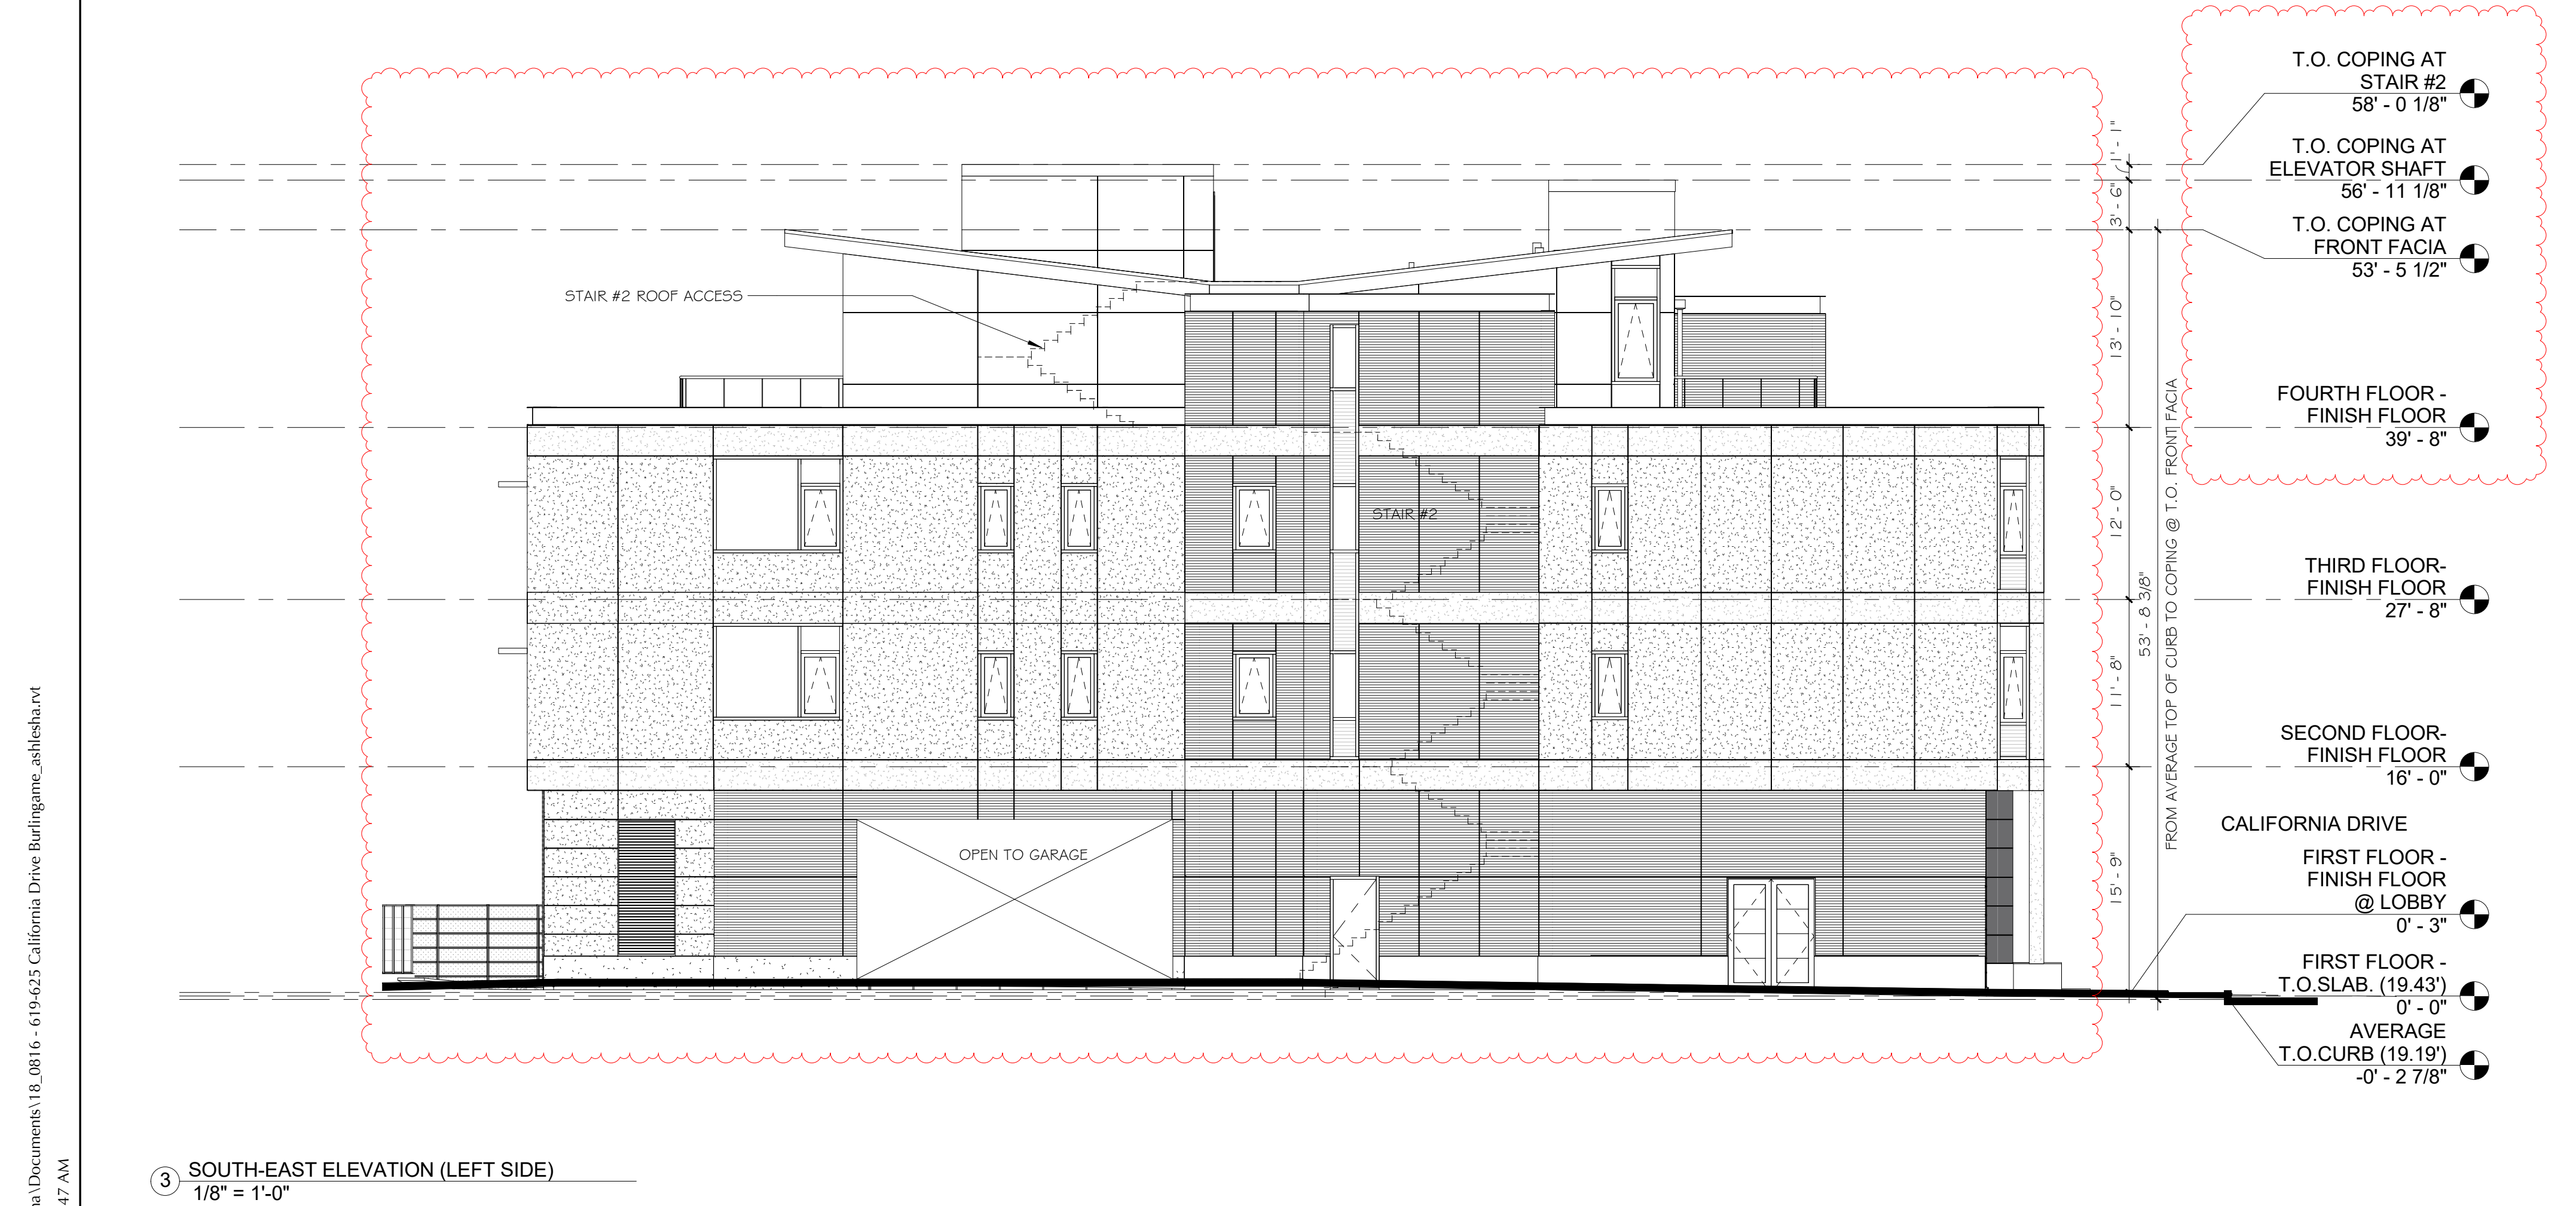 T.O. COPING AT
STAIR #2
58' - 0 1/8"
T.O. COPING AT
ELEVATOR SHAFT
56' - 11 1/8"
T.O. COPING AT
FRONT FACIA
53' - 5 1/2"
FOURTH FLOOR -
FINISH FLOOR
39' - 8"
THIRD FLOOR-
FINISH FLOOR
27' - 8"
SECOND FLOOR-
FINISH FLOOR
16' - 0"
CALIFORNIA DRIVE
FIRST FLOOR -
FINISH FLOOR
@ LOBBY
0' - 3"
FIRST FLOOR -
T.O.SLAB. (19.43')
0' - 0"
AVERAGE
T.O.CURB (19.19')
-0' - 2 7/8"
1' - 1"
3' - 6"
13' - 10"
12' - 0"
11' - 8"
15' - 9"
53' - 8 3/8"
FROM AVERAGE TOP OF CURB TO COPING @ T.O. FRONT FACIA
STAIR #2 ROOF ACCESS
STAIR #2
OPEN TO GARAGE
3
SOUTH-EAST ELEVATION (LEFT SIDE)
1/8" = 1'-0"
na\Documents\18_0816 - 619-625 California Drive Burlingame_ashlesha.rvt
47 AM